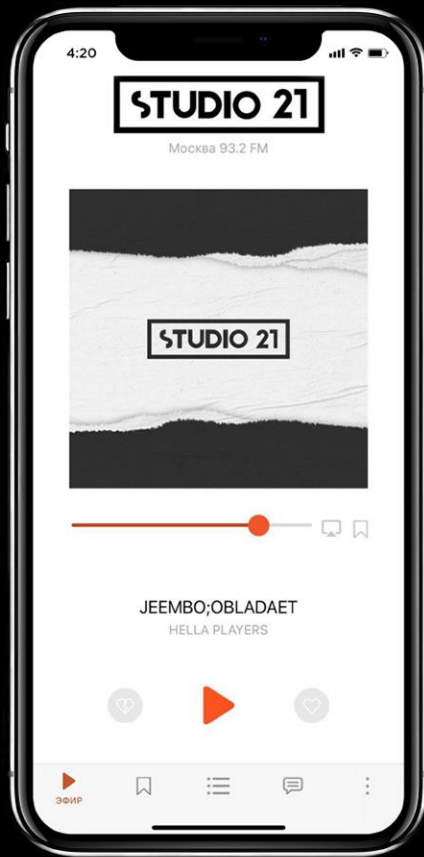 4:20
STUDIO 21
Москва 93.2 FM
STUDIO 21
JEEMBO;OBLADAET
HELLA PLAYERS
ЭФИР